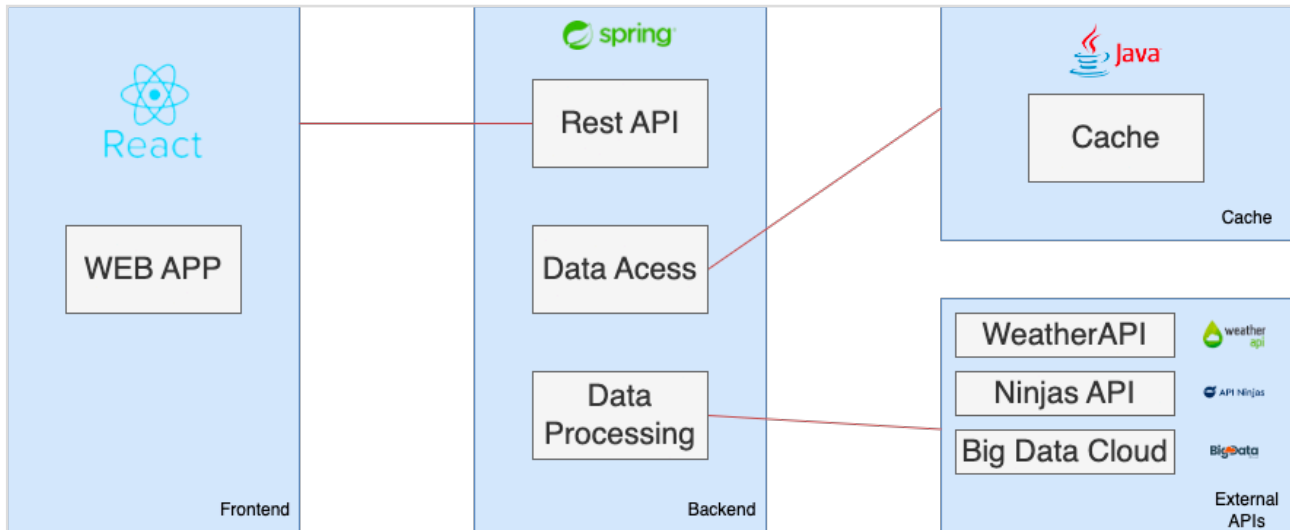 React
WEB APP
Frontend
spring
Rest API
Data Acess
Data
Processing
Backend
Java
Cache
Cache
WeatherAPI
weather
api
Ninjas API
API Ninjas
Big Data Cloud
BigData
External
APIs